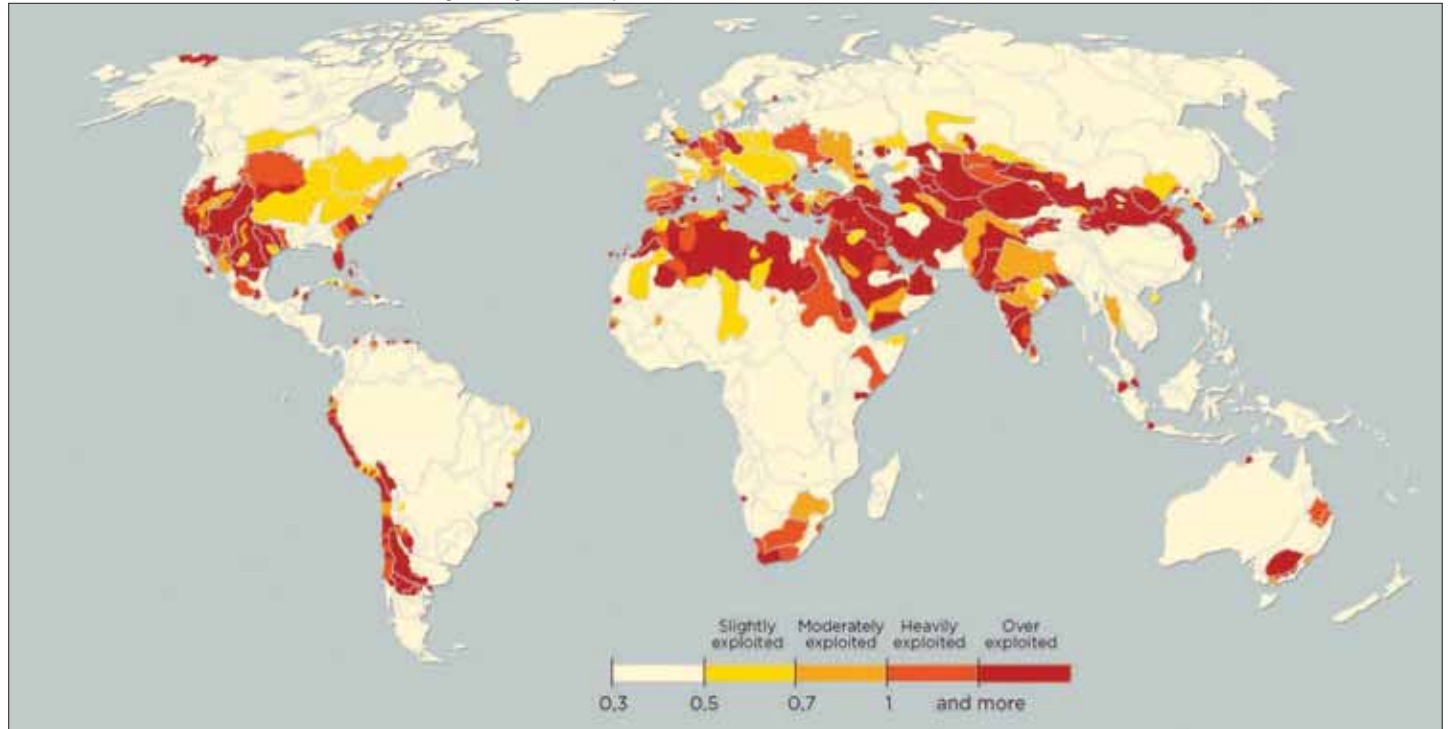 Slightly exploited
Moderately exploited
Heavily exploited
Over exploited
0,3 0,5 0,7 1 and more